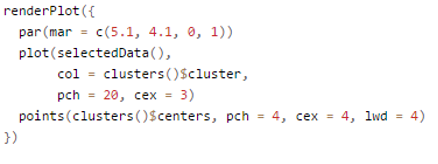 renderPlot({
  par(mar = c(5.1, 4.1, 0, 1))
  plot(selectedData(),
       col = clusters()$cluster,
       pch = 20, cex = 3)
  points(clusters()$centers, pch = 4, cex = 4, lwd = 4)
})